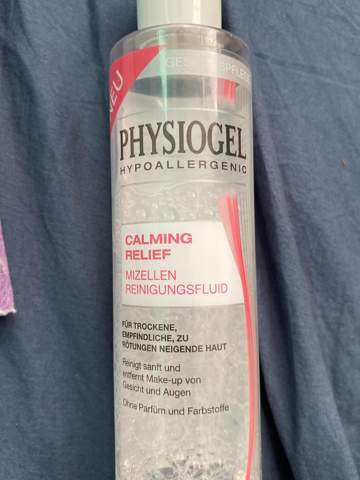 NEU
PHYSIOGEL
HYPOALLERGENIC
CALMING
RELIEF
MIZELLEN
REINIGUNGSFLUID
FÜR TROCKENE,
EMPFINDLICHE, ZU
RÖTUNGEN NEIGENDE HAUT
Reinigt sanft und
entfernt Make-up von
Gesicht und Augen
Ohne Parfüm und Farbstoffe